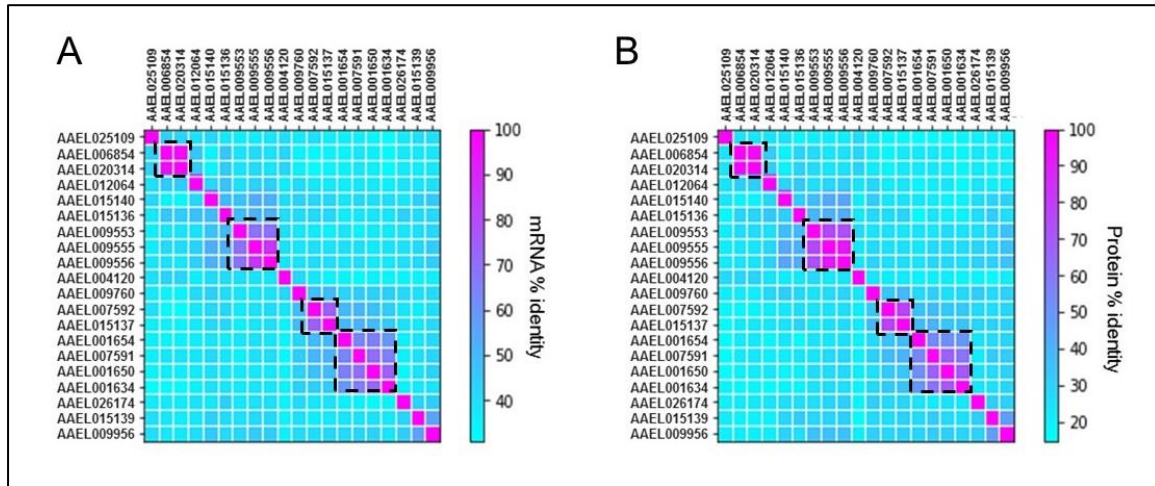 A
AAEL025109
AAEL006854
AAEL020314
AAEL012064
AAEL015140
AAEL015136
AAEL009553
AAEL009555
AAEL009556
AAEL004120
AAEL009760
AAEL007592
AAEL015137
AAEL001654
AAEL007591
AAEL001650
AAEL001634
AAEL026174
AAEL015139
AAEL009956
AAEL025109
AAEL006854
AAEL020314
AAEL012064
AAEL015140
AAEL015136
AAEL009553
AAEL009555
AAEL009556
AAEL004120
AAEL009760
AAEL007592
AAEL015137
AAEL001654
AAEL007591
AAEL001650
AAEL001634
AAEL026174
AAEL015139
AAEL009956
100
90
80
70
60
50
40
mRNA % identity
B
AAEL025109
AAEL006854
AAEL020314
AAEL012064
AAEL015140
AAEL015136
AAEL009553
AAEL009555
AAEL009556
AAEL004120
AAEL009760
AAEL007592
AAEL015137
AAEL001654
AAEL007591
AAEL001650
AAEL001634
AAEL026174
AAEL015139
AAEL009956
AAEL025109
AAEL006854
AAEL020314
AAEL012064
AAEL015140
AAEL015136
AAEL009553
AAEL009555
AAEL009556
AAEL004120
AAEL009760
AAEL007592
AAEL015137
AAEL001654
AAEL007591
AAEL001650
AAEL001634
AAEL026174
AAEL015139
AAEL009956
100
90
80
70
60
50
40
30
20
Protein % identity